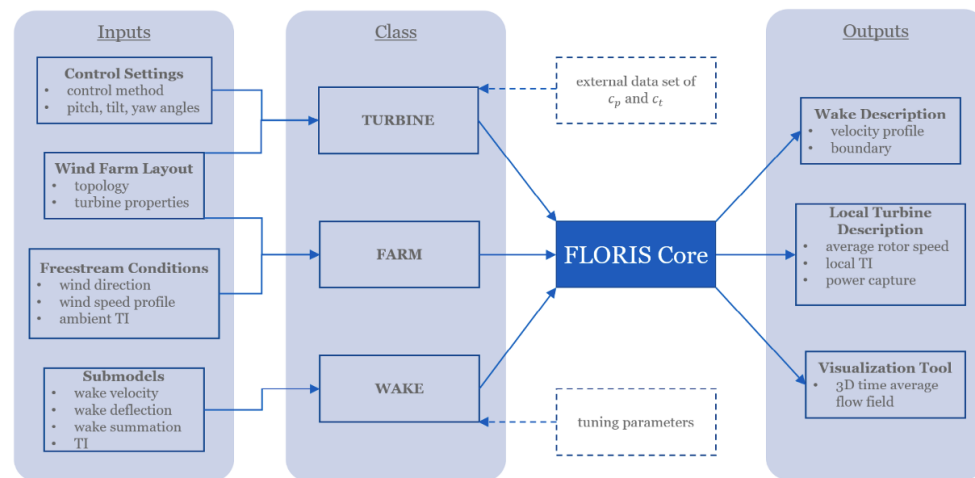 Inputs
Control Settings
• control method
• pitch, tilt, yaw angles
Wind Farm Layout
• topology
• turbine properties
Freestream Conditions
• wind direction
• wind speed profile
• ambient TI
Submodels
• wake velocity
• wake deflection
• wake summation
• TI
Class
TURBINE
FARM
WAKE
external data set of
c_p and c_t
FLORIS Core
tuning parameters
Outputs
Wake Description
• velocity profile
• boundary
Local Turbine
Description
• average rotor speed
• local TI
• power capture
Visualization Tool
• 3D time average
flow field